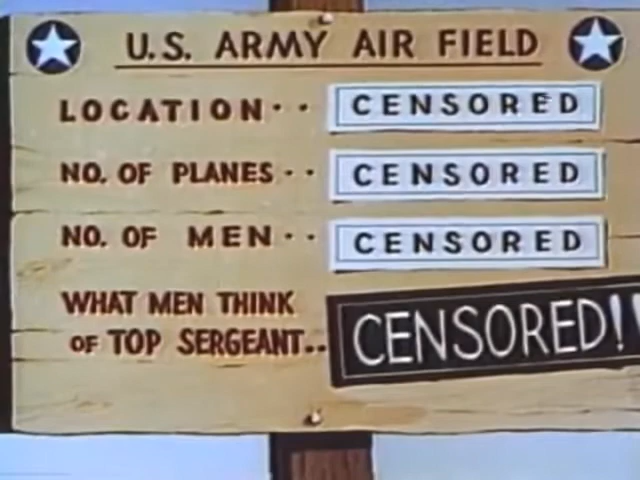 U.S. ARMY AIR FIELD
LOCATION·· CENSORED
NO. OF PLANES·· CENSORED
NO. OF MEN·· CENSORED
WHAT MEN THINK
OF TOP SERGEANT.. CENSORED!!